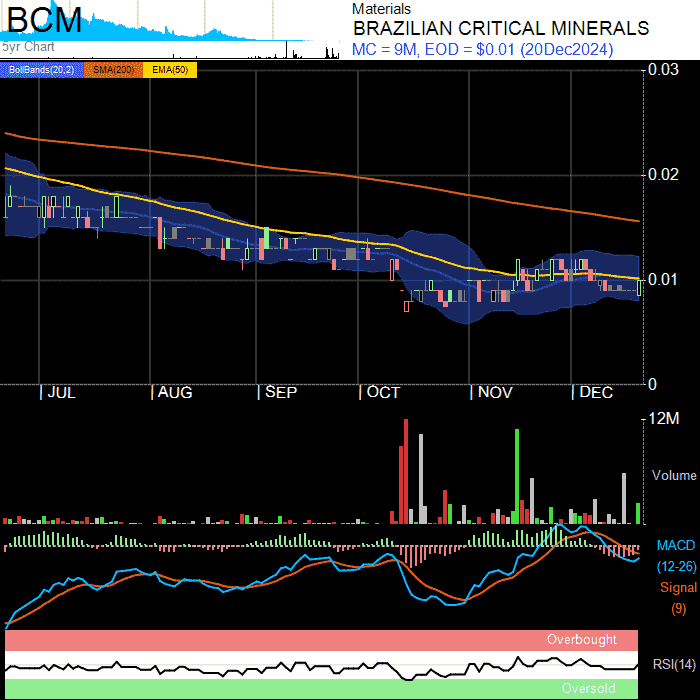 BCM
5yr Chart
Materials
BRAZILIAN CRITICAL MINERALS
MC = 9M, EOD = $0.01 (20Dec2024)
BollBands(20,2) SMA(200) EMA(50)
0.03
0.02
0.01
0
JUL AUG SEP OCT NOV DEC
12M
Volume
MACD
(12-26)
Signal
(9)
Overbought
RSI(14)
Oversold